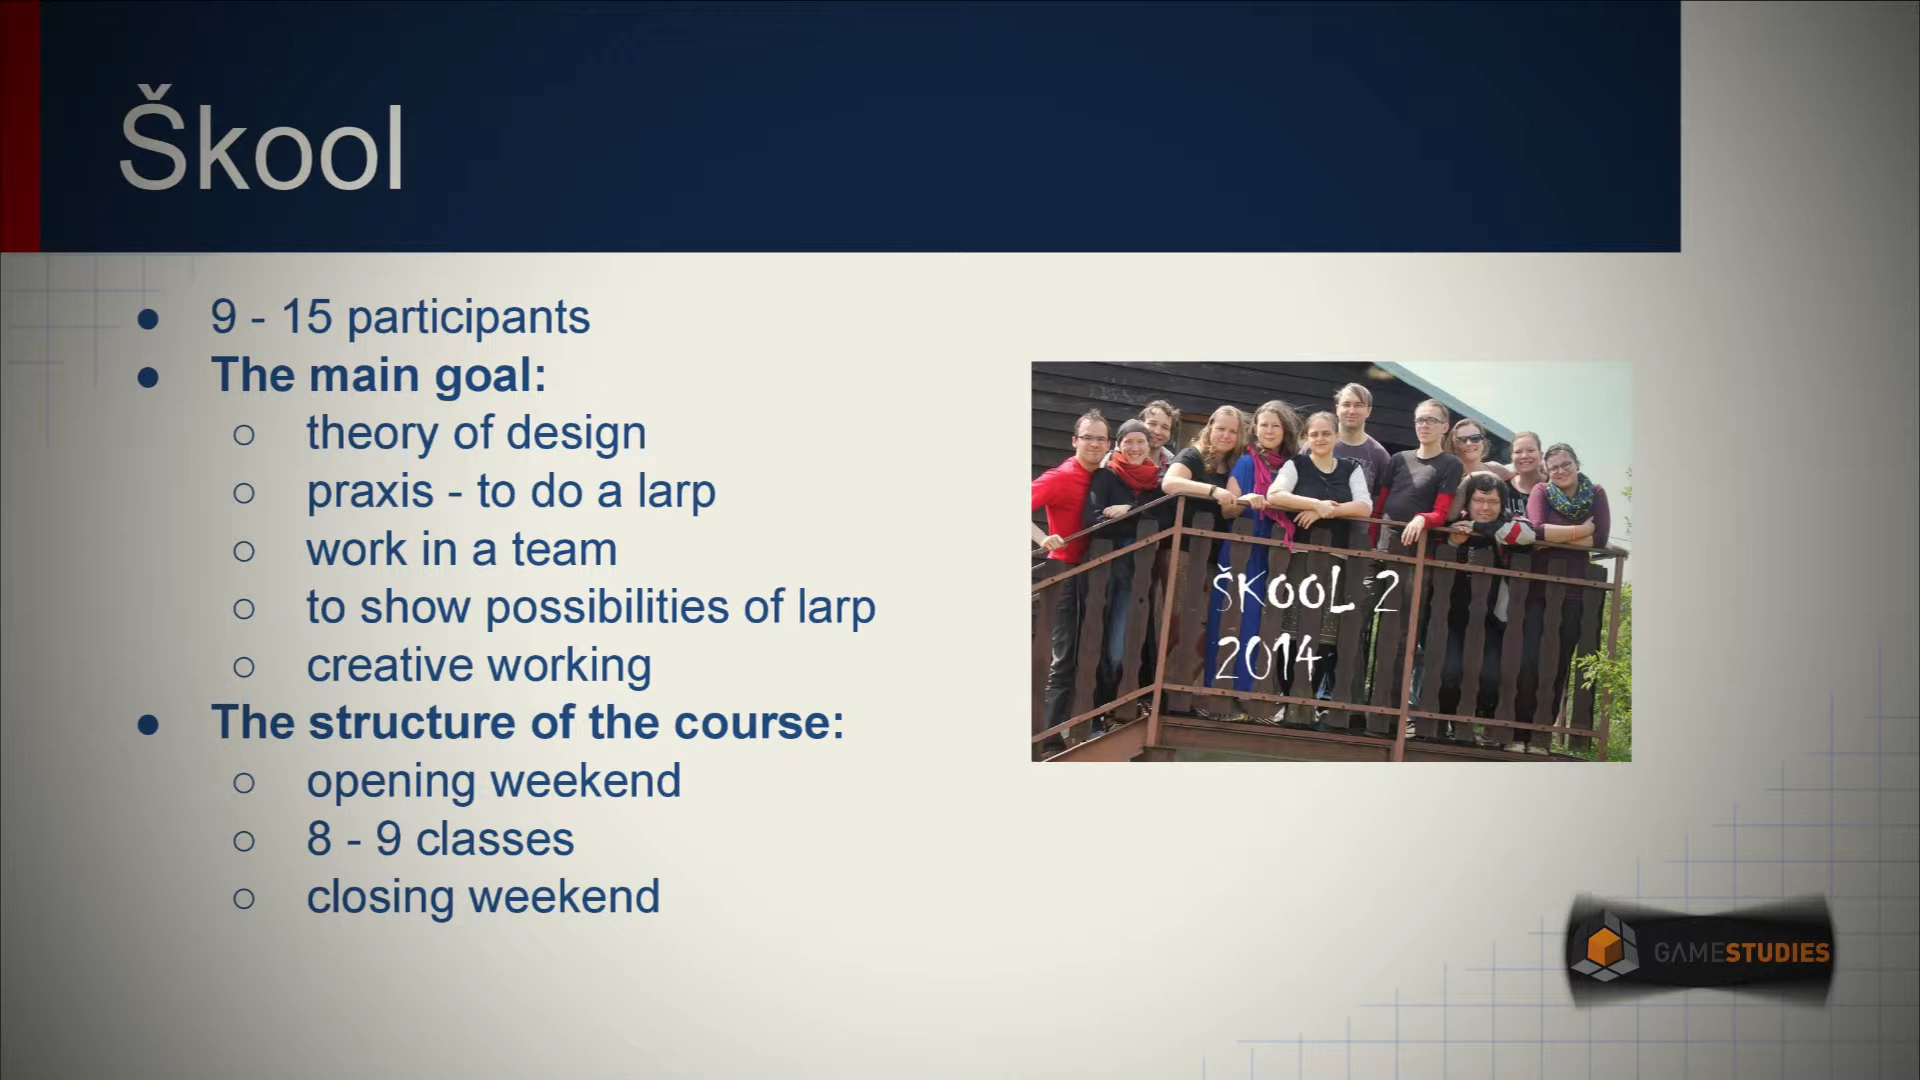 Škool
● 9 - 15 participants
● The main goal:
○ theory of design
○ praxis - to do a larp
○ work in a team
○ to show possibilities of larp
○ creative working
● The structure of the course:
○ opening weekend
○ 8 - 9 classes
○ closing weekend
ŠKOOL 2
2014
GAMESTUDIES